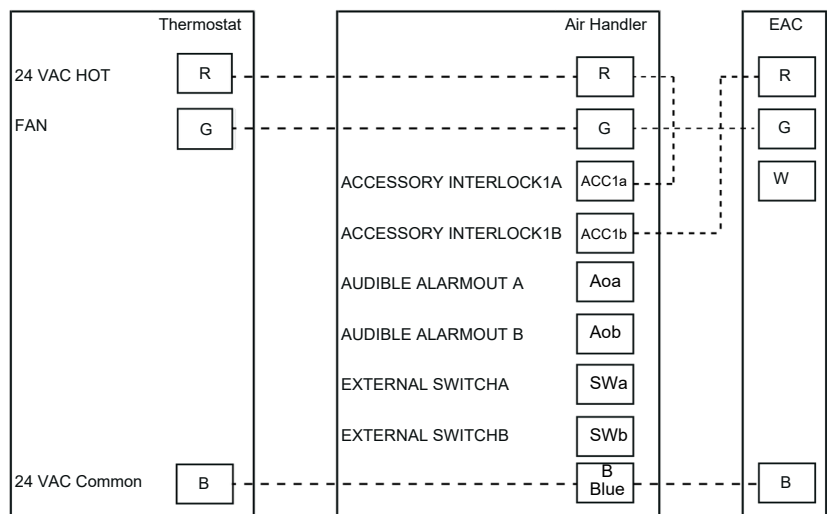 Thermostat Air Handler EAC
24 VAC HOT R R R
FAN G G G
ACCESSORY INTERLOCK1A ACC1a W
ACCESSORY INTERLOCK1B ACC1b
AUDIBLE ALARMOUT A Aoa
AUDIBLE ALARMOUT B Aob
EXTERNAL SWITCHA SWa
EXTERNAL SWITCHB SWb
24 VAC Common B B Blue B